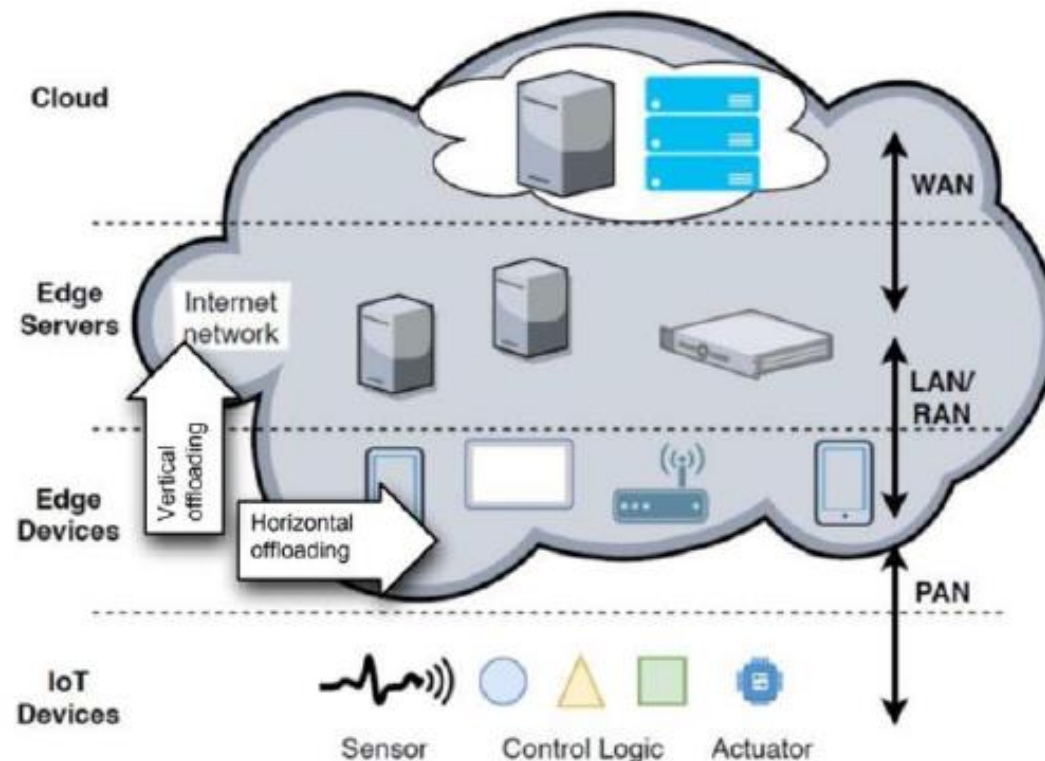 Cloud
WAN
Edge
Servers
Internet
network
LAN/
RAN
Vertical
offloading
Edge
Devices
Horizontal
offloading
PAN
IoT
Devices
Sensor
Control Logic
Actuator